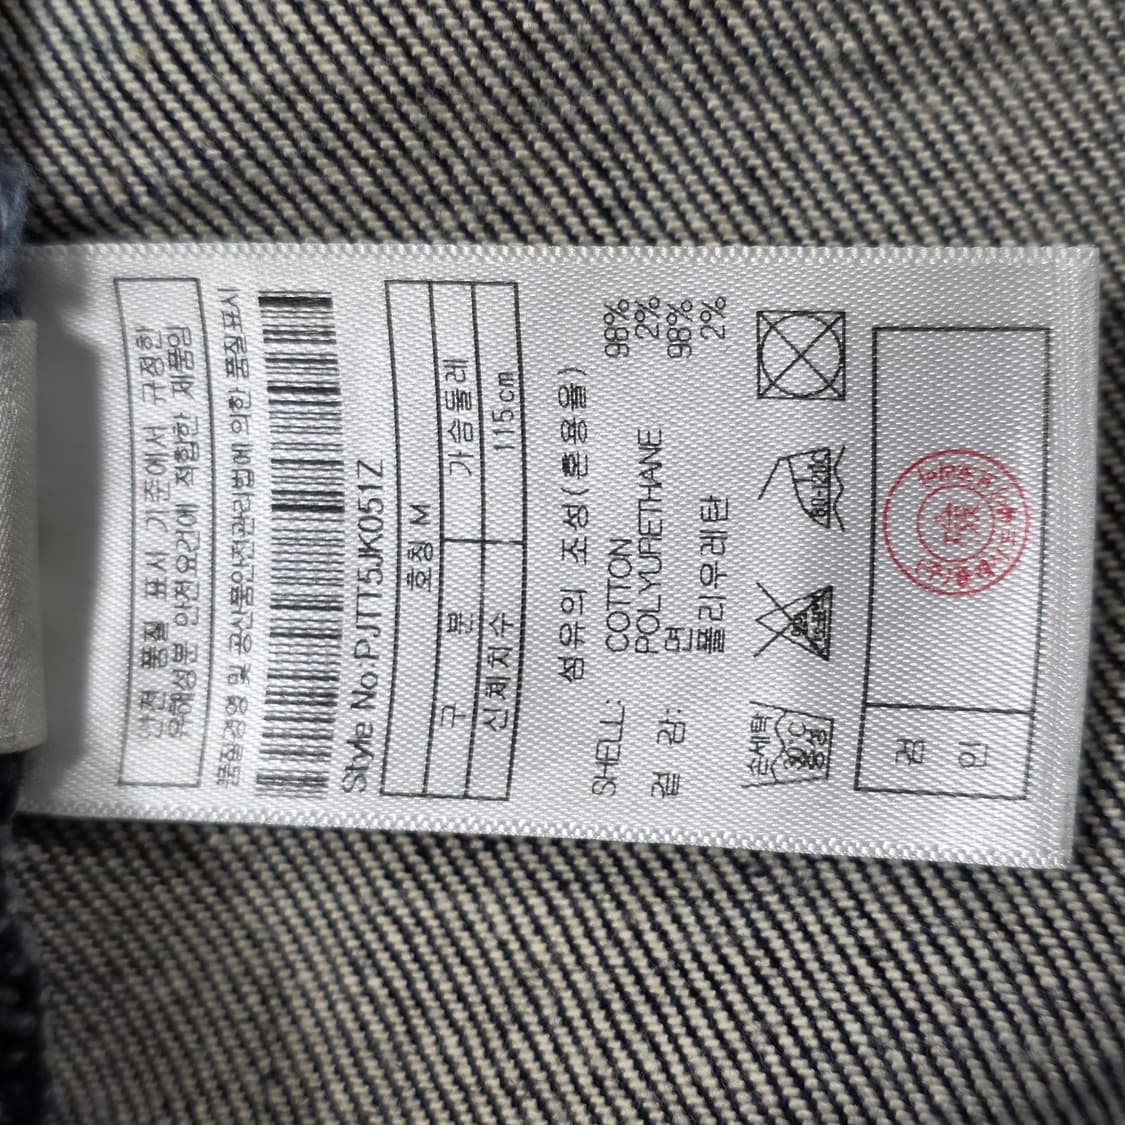 안전 품질 표시 기준에서 규정한
유해성분 안전요건에 적합한 제품임
품질경영 및 공산품안전관리법에 의한 품질표시
Style No PJTT5JK051Z
호칭 M
구 분 가슴둘레
신체치수 115cm
섬유의 조성(혼용율)
SHELL: COTTON 98%
POLYURETHANE 2%
겉 감: 면 98%
폴리우레탄 2%
손세탁
중성
검
인